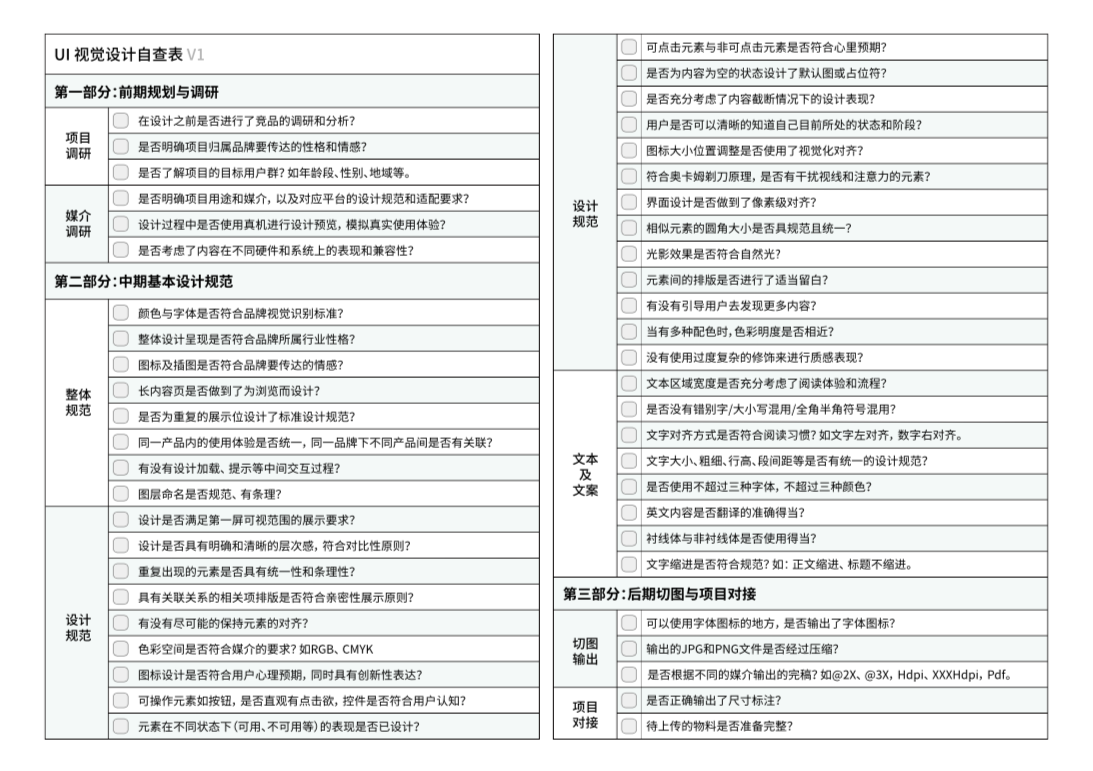 UI 视觉设计自查表 V1
第一部分：前期规划与调研
项目
调研
在设计之前是否进行了竞品的调研和分析？
是否明确项目归属品牌要传达的性格和情感？
是否了解项目的目标用户群？如年龄段、性别、地域等。
媒介
调研
是否明确项目用途和媒介，以及对应平台的设计规范和适配要求？
设计过程中是否使用真机进行设计预览，模拟真实使用体验？
是否考虑了内容在不同硬件和系统上的表现和兼容性？
第二部分：中期基本设计规范
整体
规范
颜色与字体是否符合品牌视觉识别标准？
整体设计呈现是否符合品牌所属行业性格？
图标及插图是否符合品牌要传达的情感？
长内容页是否做到了为浏览而设计？
是否为重复的展示位设计了标准设计规范？
同一产品内的使用体验是否统一，同一品牌下不同产品间是否有关联？
有没有设计加载、提示等中间交互过程？
图层命名是否规范、有条理？
设计
规范
设计是否满足第一屏可视范围的展示要求？
设计是否具有明确和清晰的层次感，符合对比性原则？
重复出现的元素是否具有统一性和条理性？
具有关联关系的相关项排版是否符合亲密性展示原则？
有没有尽可能的保持元素的对齐？
色彩空间是否符合媒介的要求？如RGB、CMYK
图标设计是否符合用户心理预期，同时具有创新性表达？
可操作元素如按钮，是否直观有点击欲，控件是否符合用户认知？
元素在不同状态下（可用、不可用等）的表现是否已设计？
设计
规范
可点击元素与非可点击元素是否符合心里预期？
是否为内容为空的状态设计了默认图或占位符？
是否充分考虑了内容截断情况下的设计表现？
用户是否可以清晰的知道自己目前所处的状态和阶段？
图标大小位置调整是否使用了视觉化对齐？
符合奥卡姆剃刀原理，是否有干扰视线和注意力的元素？
界面设计是否做到了像素级对齐？
相似元素的圆角大小是否具规范且统一？
光影效果是否符合自然光？
元素间的排版是否进行了适当留白？
有没有引导用户去发现更多内容？
当有多种配色时，色彩明度是否相近？
没有使用过度复杂的修饰来进行质感表现？
文本
及
文案
文本区域宽度是否充分考虑了阅读体验和流程？
是否没有错别字/大小写混用/全角半角符号混用？
文字对齐方式是否符合阅读习惯？如文字左对齐，数字右对齐。
文字大小、粗细、行高、段间距等是否有统一的设计规范？
是否使用不超过三种字体，不超过三种颜色？
英文内容是否翻译的准确得当？
衬线体与非衬线体是否使用得当？
文字缩进是否符合规范？如：正文缩进、标题不缩进。
第三部分：后期切图与项目对接
切图
输出
可以使用字体图标的地方，是否输出了字体图标？
输出的JPG和PNG文件是否经过压缩？
是否根据不同的媒介输出的完稿？如@2X、@3X，Hdpi、XXXHdpi，Pdf。
项目
对接
是否正确输出了尺寸标注？
待上传的物料是否准备完整？